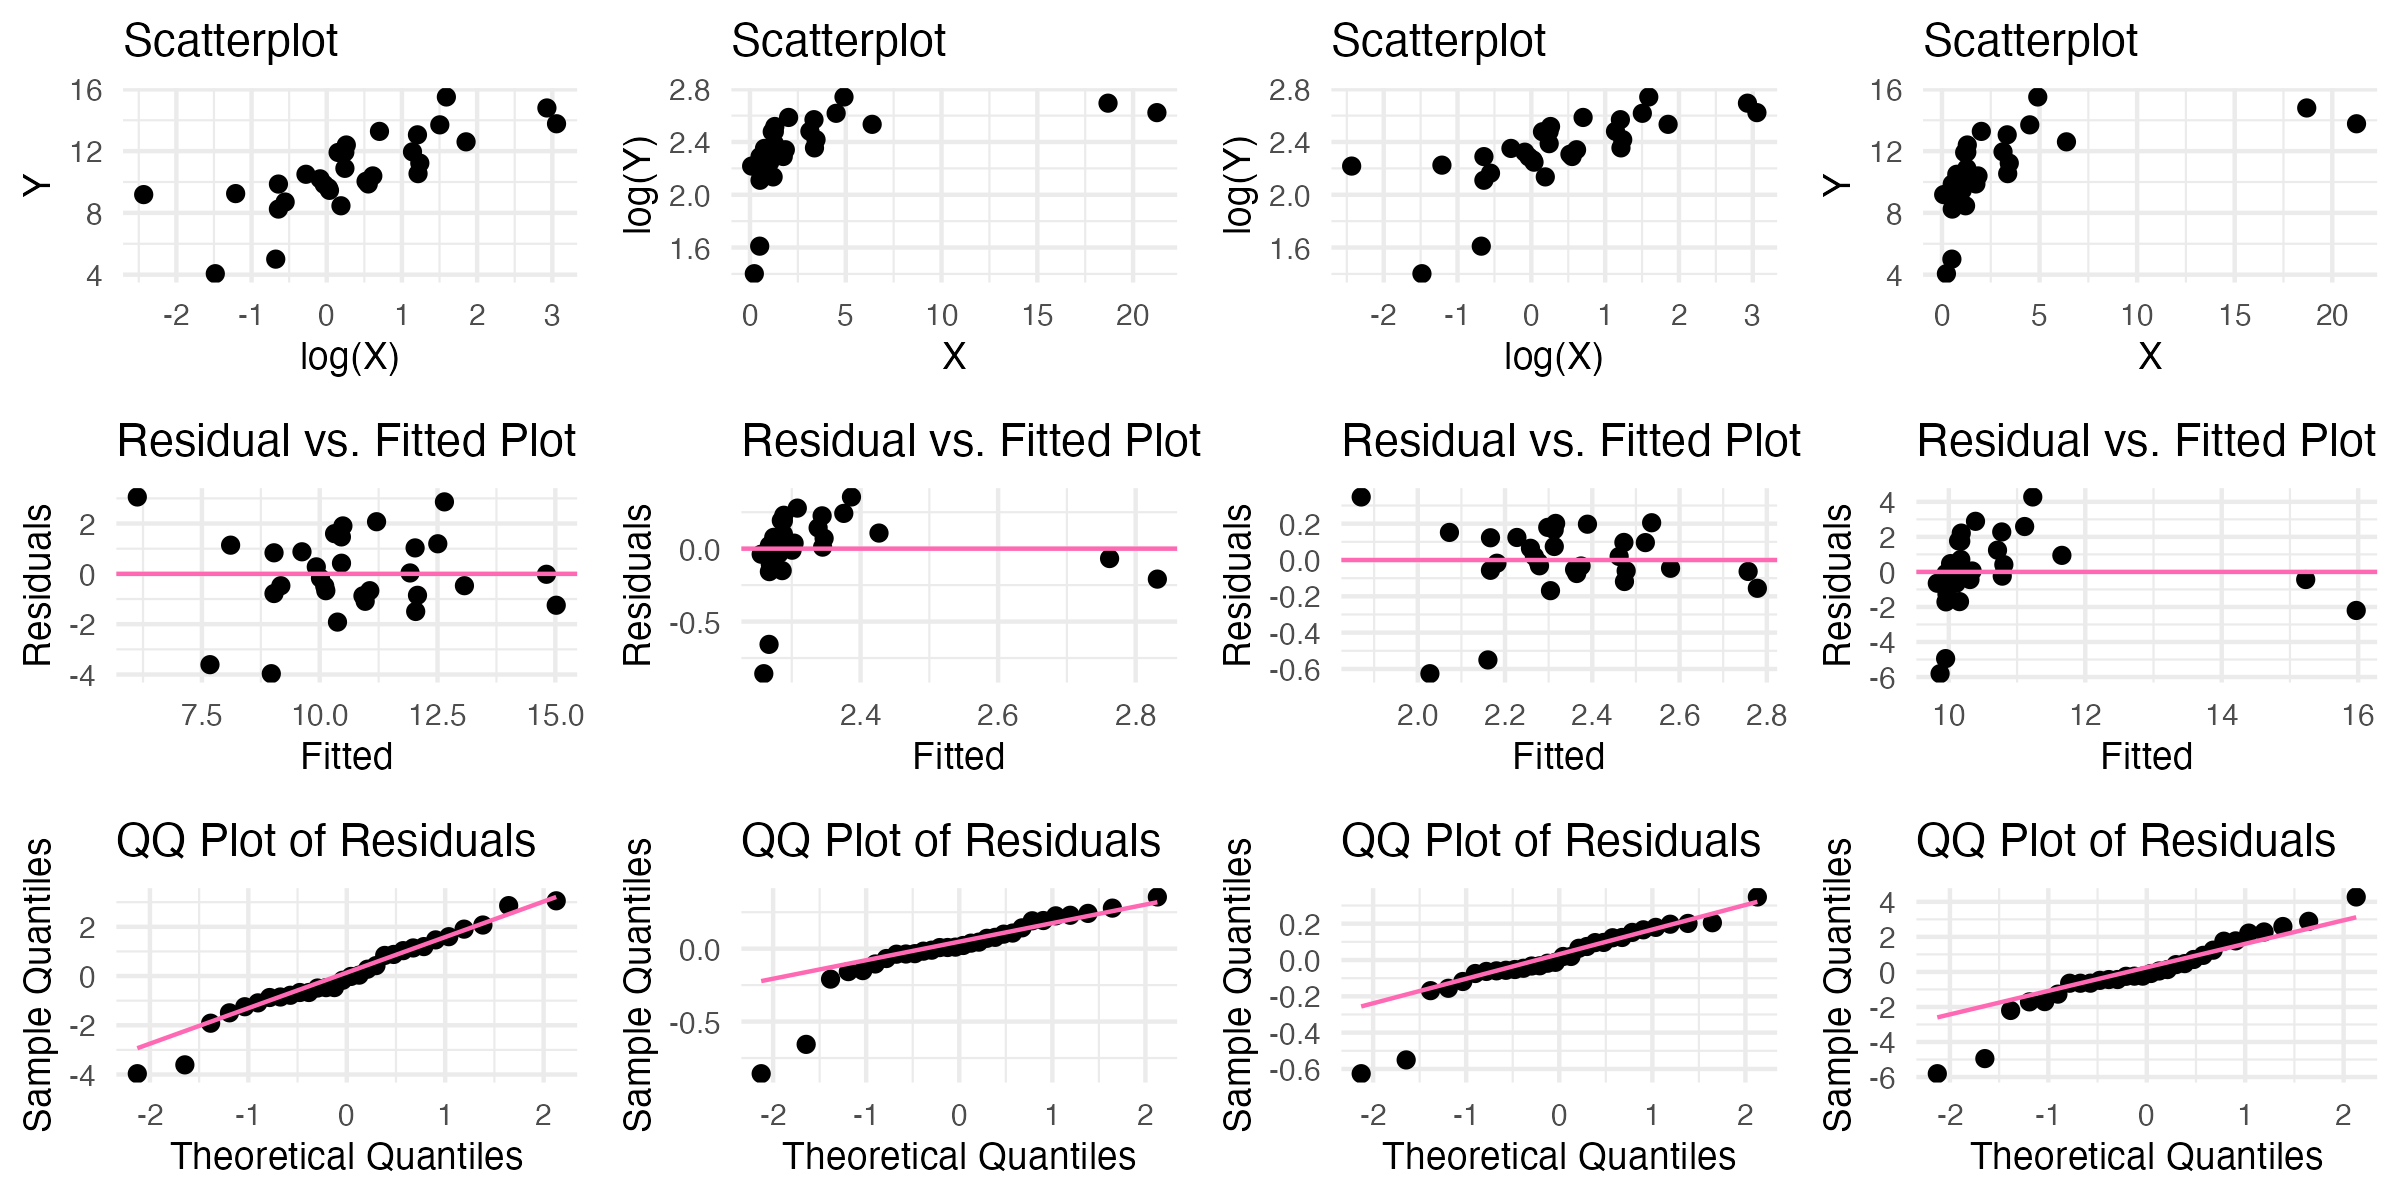 Scatterplot
Y
16
12
8
4
-2 -1 0 1 2 3
log(X)
Scatterplot
log(Y)
2.8
2.4
2.0
1.6
0 5 10 15 20
X
Scatterplot
log(Y)
2.8
2.4
2.0
1.6
-2 -1 0 1 2 3
log(X)
Scatterplot
Y
16
12
8
4
0 5 10 15 20
X
Residual vs. Fitted Plot
Residuals
2
0
-2
-4
7.5 10.0 12.5 15.0
Fitted
Residual vs. Fitted Plot
Residuals
0.0
-0.5
2.4 2.6 2.8
Fitted
Residual vs. Fitted Plot
Residuals
0.2
0.0
-0.2
-0.4
-0.6
2.0 2.2 2.4 2.6 2.8
Fitted
Residual vs. Fitted Plot
Residuals
4
2
0
-2
-4
-6
10 12 14 16
Fitted
QQ Plot of Residuals
Sample Quantiles
2
0
-2
-4
-2 -1 0 1 2
Theoretical Quantiles
QQ Plot of Residuals
Sample Quantiles
0.0
-0.5
-2 -1 0 1 2
Theoretical Quantiles
QQ Plot of Residuals
Sample Quantiles
0.2
0.0
-0.2
-0.4
-0.6
-2 -1 0 1 2
Theoretical Quantiles
QQ Plot of Residuals
Sample Quantiles
4
2
0
-2
-4
-6
-2 -1 0 1 2
Theoretical Quantiles